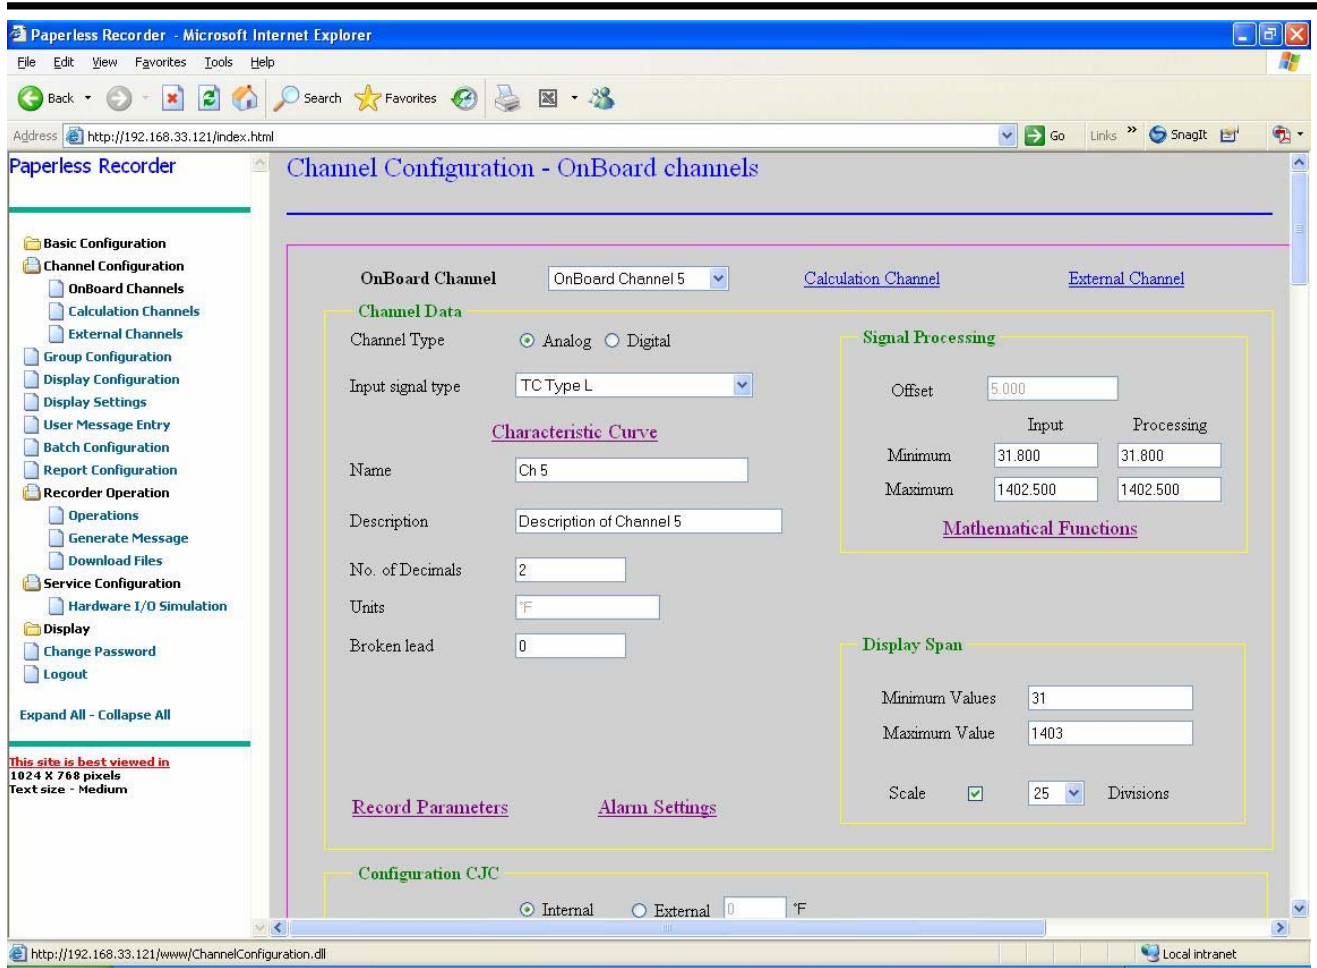 Paperless Recorder - Microsoft Internet Explorer
File Edit View Favorites Tools Help
Back Search Favorites
Address http://192.168.33.121/index.html Go Links » SnagIt
Paperless Recorder
Basic Configuration
Channel Configuration
OnBoard Channels
Calculation Channels
External Channels
Group Configuration
Display Configuration
Display Settings
User Message Entry
Batch Configuration
Report Configuration
Recorder Operation
Operations
Generate Message
Download Files
Service Configuration
Hardware I/O Simulation
Display
Change Password
Logout
Expand All - Collapse All
This site is best viewed in
1024 X 768 pixels
Text size - Medium
Channel Configuration - OnBoard channels
OnBoard Channel OnBoard Channel 5 Calculation Channel External Channel
Channel Data
Channel Type Analog Digital
Input signal type TC Type L
Characteristic Curve
Name Ch 5
Description Description of Channel 5
No. of Decimals 2
Units °F
Broken lead 0
Record Parameters Alarm Settings
Signal Processing
Offset 5.000
Input Processing
Minimum 31.800 31.800
Maximum 1402.500 1402.500
Mathematical Functions
Display Span
Minimum Values 31
Maximum Value 1403
Scale 25 Divisions
Configuration CJC
Internal External 0 °F
http://192.168.33.121/www/ChannelConfiguration.dll Local intranet